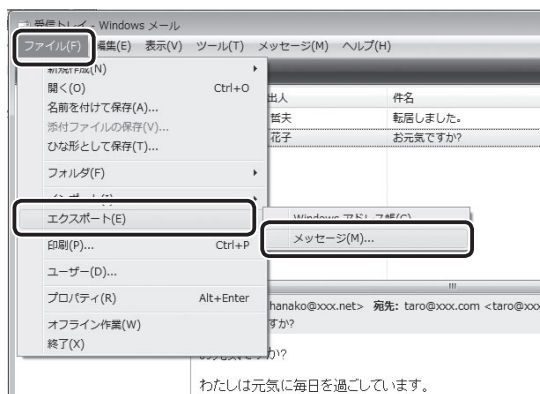 受信トレイ - Windows メール
ファイル(F) 編集(E) 表示(V) ツール(T) メッセージ(M) ヘルプ(H)
新規作成(N)
開く(O) Ctrl+O
名前を付けて保存(A)...
添付ファイルの保存(V)...
ひな形として保存(T)...
フォルダ(F)
エクスポート(E)
印刷(P)... Ctrl+P
ユーザー(D)...
プロパティ(R) Alt+Enter
オフライン作業(W)
終了(X)
Windows アドレス帳(C)
メッセージ(M)...
出人 件名
哲夫 転居しました。
花子 お元気ですか?
hanako@xxx.net> 宛先: taro@xxx.com <taro@xxx
すか?
お元気ですか?
わたしは元気に毎日を過ごしています。